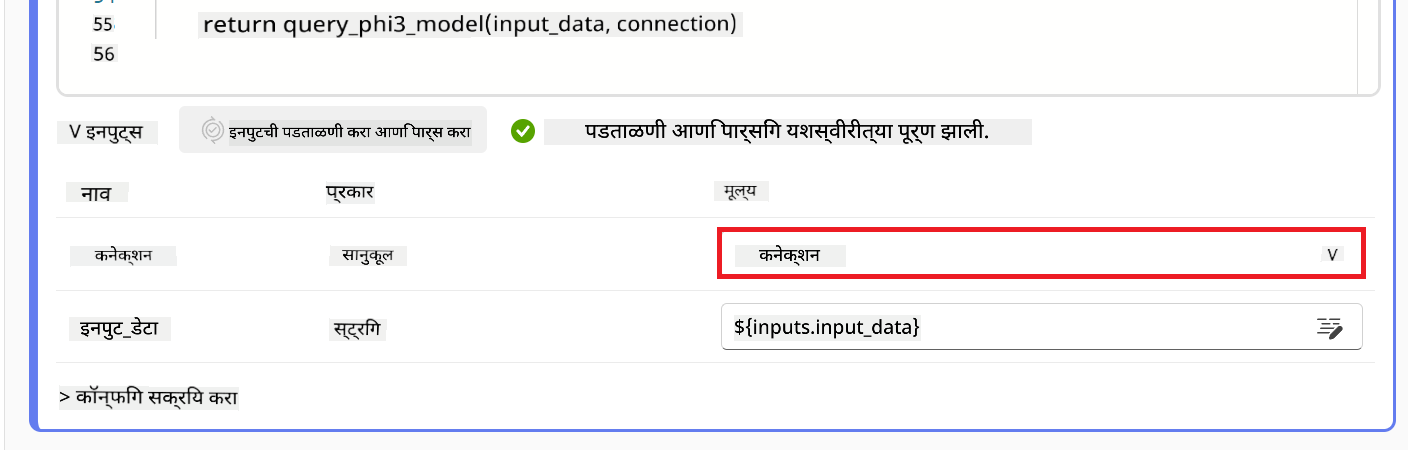 55
return query_phi3_model(input_data, connection)
56
V इनपुट्स
इनपुटची पडताळणी करा आणि पार्स करा
पडताळणी आणि पार्सिंग यशस्वीरीत्या पूर्ण झाली.
नाव प्रकार मूल्य
कनेक्शन सानुकूल कनेक्शन V
इनपुट_डेटा स्ट्रिंग ${inputs.input_data}
> कॉन्फिग सक्रिय करा